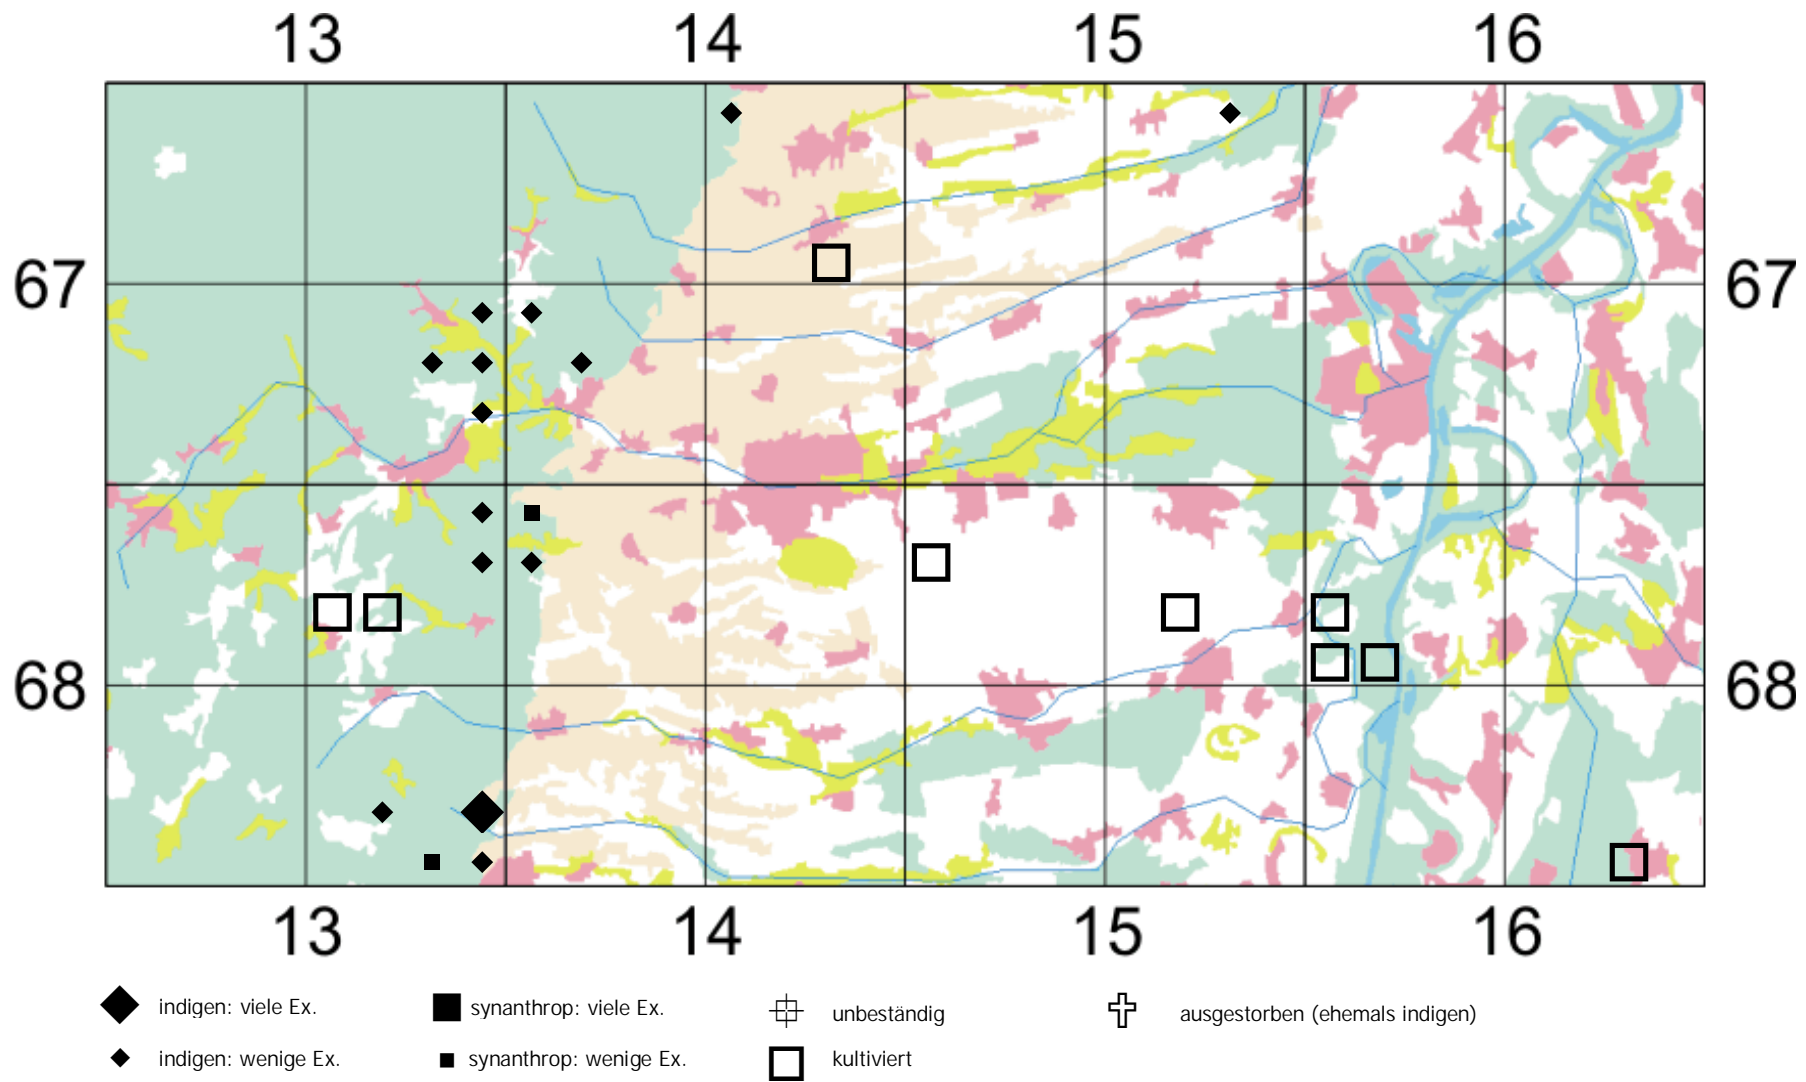 13 14 15 16
67 67
68 68
13 14 15 16
indigen: viele Ex. synanthrop: viele Ex. unbeständig ausgestorben (ehemals indigen)
indigen: wenige Ex. synanthrop: wenige Ex. kultiviert